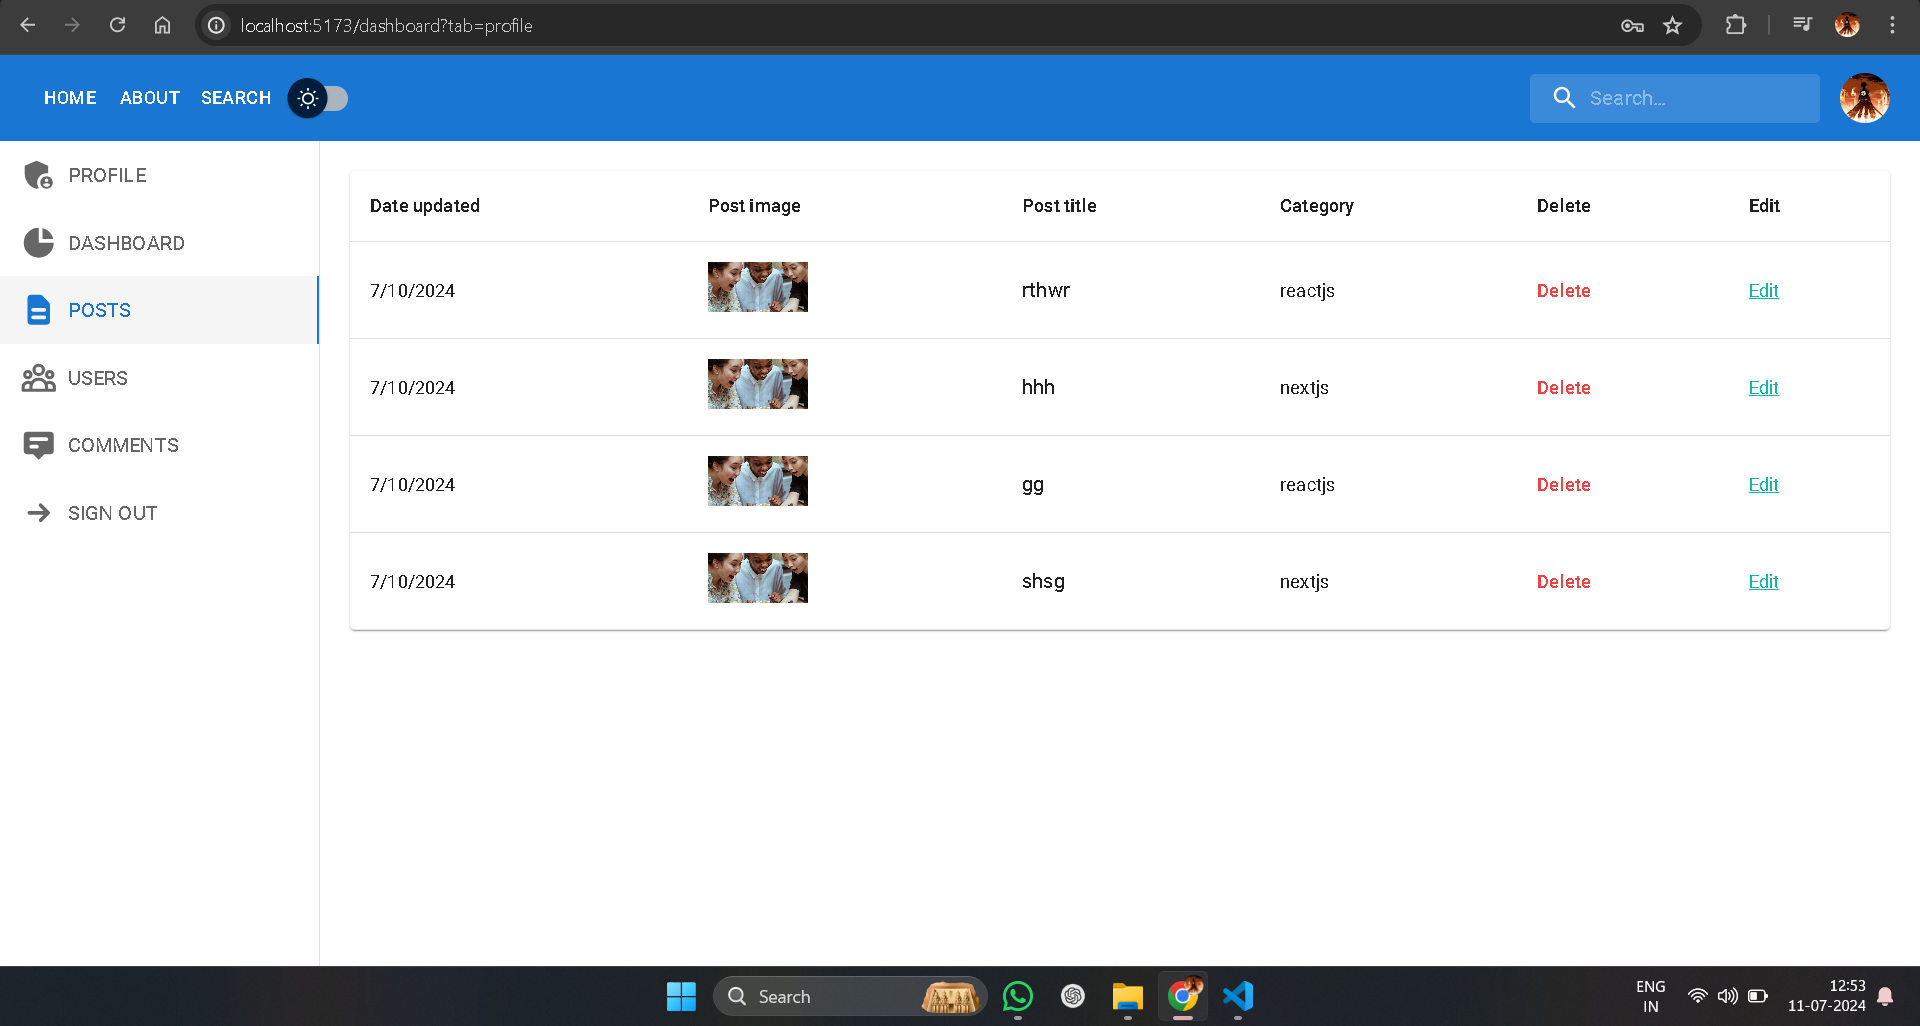 localhost:5173/dashboard?tab=profile
HOME ABOUT SEARCH Search...
PROFILE
DASHBOARD
POSTS
USERS
COMMENTS
SIGN OUT
Date updated Post image Post title Category Delete Edit
7/10/2024 rthwr reactjs Delete Edit
7/10/2024 hhh nextjs Delete Edit
7/10/2024 gg reactjs Delete Edit
7/10/2024 shsg nextjs Delete Edit
Search
ENG
IN
12:53
11-07-2024